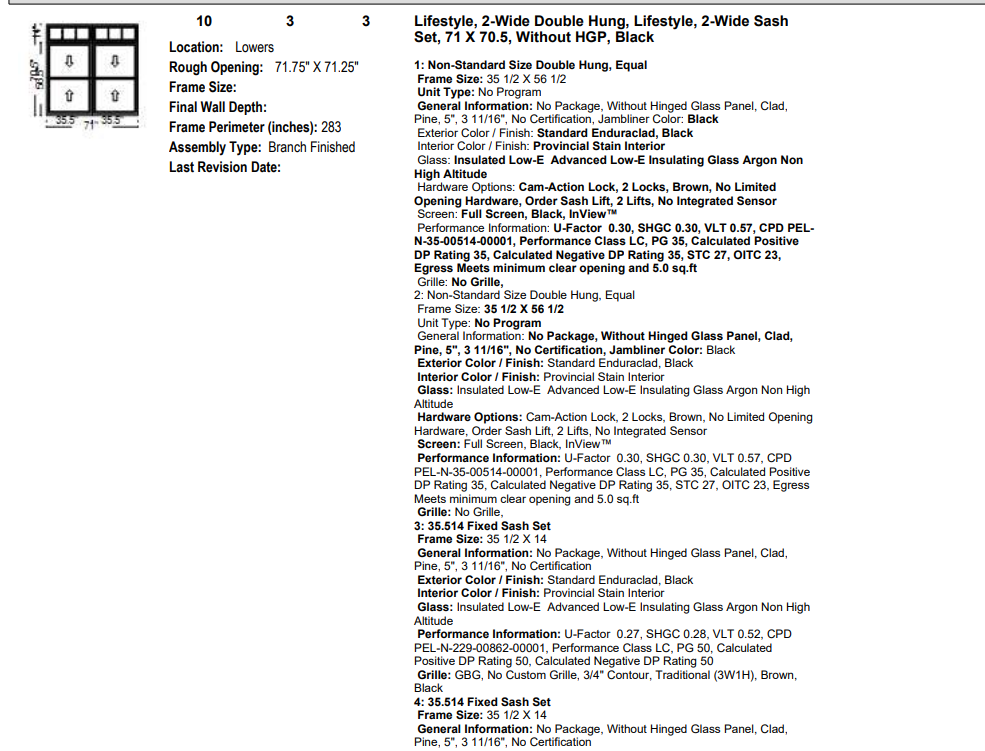 10 3 3
Location: Lowers
Rough Opening: 71.75" X 71.25"
Frame Size:
Final Wall Depth:
Frame Perimeter (inches): 283
Assembly Type: Branch Finished
Last Revision Date:
35.5" 35.5"
71"
Lifestyle, 2-Wide Double Hung, Lifestyle, 2-Wide Sash
Set, 71 X 70.5, Without HGP, Black
1: Non-Standard Size Double Hung, Equal
Frame Size: 35 1/2 X 56 1/2
Unit Type: No Program
General Information: No Package, Without Hinged Glass Panel, Clad,
Pine, 5", 3 11/16", No Certification, Jambliner Color: Black
Exterior Color / Finish: Standard Enduraclad, Black
Interior Color / Finish: Provincial Stain Interior
Glass: Insulated Low-E Advanced Low-E Insulating Glass Argon Non
High Altitude
Hardware Options: Cam-Action Lock, 2 Locks, Brown, No Limited
Opening Hardware, Order Sash Lift, 2 Lifts, No Integrated Sensor
Screen: Full Screen, Black, InView™
Performance Information: U-Factor 0.30, SHGC 0.30, VLT 0.57, CPD PEL-
N-35-00514-00001, Performance Class LC, PG 35, Calculated Positive
DP Rating 35, Calculated Negative DP Rating 35, STC 27, OITC 23,
Egress Meets minimum clear opening and 5.0 sq.ft
Grille: No Grille,
2: Non-Standard Size Double Hung, Equal
Frame Size: 35 1/2 X 56 1/2
Unit Type: No Program
General Information: No Package, Without Hinged Glass Panel, Clad,
Pine, 5", 3 11/16", No Certification, Jambliner Color: Black
Exterior Color / Finish: Standard Enduraclad, Black
Interior Color / Finish: Provincial Stain Interior
Glass: Insulated Low-E Advanced Low-E Insulating Glass Argon Non High
Altitude
Hardware Options: Cam-Action Lock, 2 Locks, Brown, No Limited Opening
Hardware, Order Sash Lift, 2 Lifts, No Integrated Sensor
Screen: Full Screen, Black, InView™
Performance Information: U-Factor 0.30, SHGC 0.30, VLT 0.57, CPD
PEL-N-35-00514-00001, Performance Class LC, PG 35, Calculated Positive
DP Rating 35, Calculated Negative DP Rating 35, STC 27, OITC 23, Egress
Meets minimum clear opening and 5.0 sq.ft
Grille: No Grille,
3: 35.514 Fixed Sash Set
Frame Size: 35 1/2 X 14
General Information: No Package, Without Hinged Glass Panel, Clad,
Pine, 5", 3 11/16", No Certification
Exterior Color / Finish: Standard Enduraclad, Black
Interior Color / Finish: Provincial Stain Interior
Glass: Insulated Low-E Advanced Low-E Insulating Glass Argon Non High
Altitude
Performance Information: U-Factor 0.27, SHGC 0.28, VLT 0.52, CPD
PEL-N-229-00862-00001, Performance Class LC, PG 50, Calculated
Positive DP Rating 50, Calculated Negative DP Rating 50
Grille: GBG, No Custom Grille, 3/4" Contour, Traditional (3W1H), Brown,
Black
4: 35.514 Fixed Sash Set
Frame Size: 35 1/2 X 14
General Information: No Package, Without Hinged Glass Panel, Clad,
Pine, 5", 3 11/16", No Certification